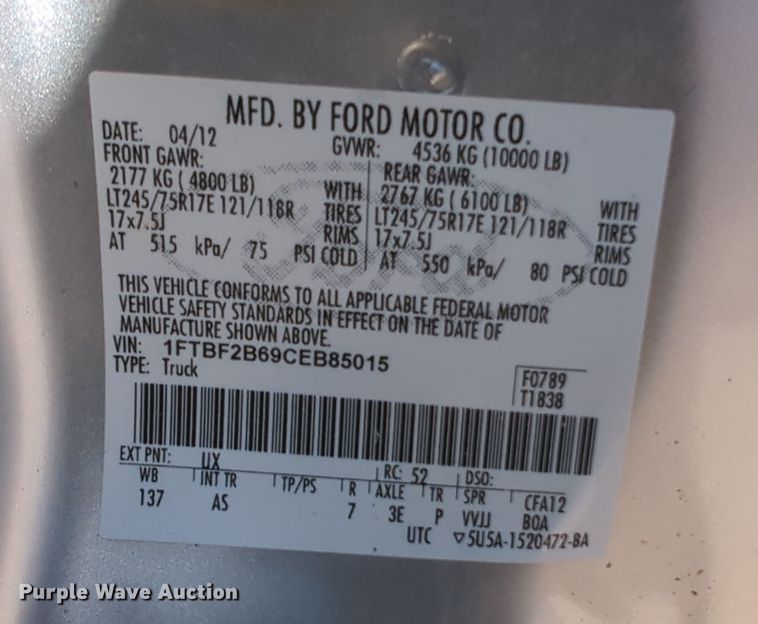 MFD. BY FORD MOTOR CO.
DATE: 04/12 GVWR: 4536 KG (10000 LB)
FRONT GAWR: REAR GAWR:
2177 KG ( 4800 LB) WITH 2767 KG ( 6100 LB) WITH
LT245/75R17E 121/118R TIRES LT245/75R17E 121/118R TIRES
17x7.5J RIMS 17x7.5J RIMS
AT 515 kPa/ 75 PSI COLD AT 550 kPa/ 80 PSI COLD
THIS VEHICLE CONFORMS TO ALL APPLICABLE FEDERAL MOTOR
VEHICLE SAFETY STANDARDS IN EFFECT ON THE DATE OF
MANUFACTURE SHOWN ABOVE.
VIN: 1FTBF2B69CEB85015
TYPE: Truck
F0789
T1838
EXT PNT: UX RC: 52 DSO:
WB INT TR TP/PS R AXLE TR SPR CFA12
137 AS 7 3E P VVJJ BOA
UTC ▽5U5A-1520472-BA
Purple Wave Auction